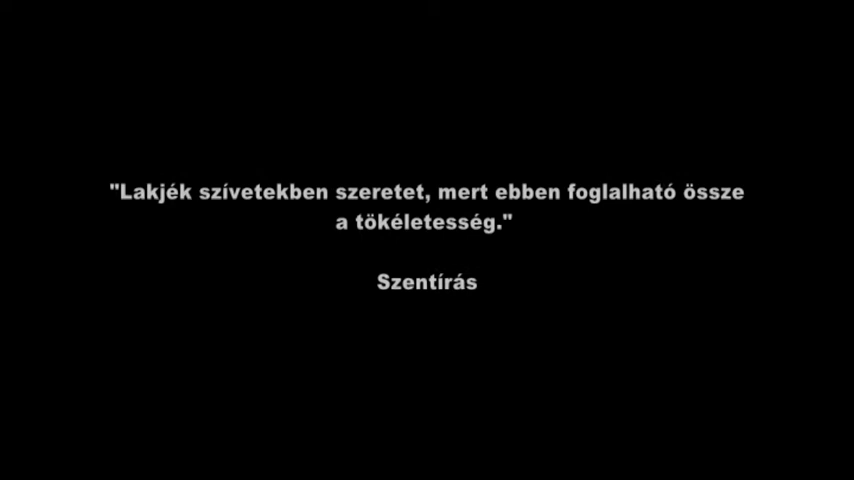 "Lakjék szívetekben szeretet, mert ebben foglalható össze
a tökéletesség."
Szentírás